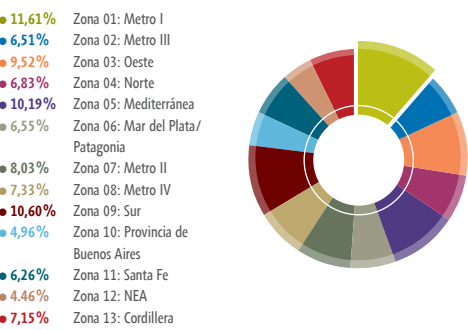 11,61% Zona 01: Metro I
6,51% Zona 02: Metro III
9,52% Zona 03: Oeste
6,83% Zona 04: Norte
10,19% Zona 05: Mediterránea
6,55% Zona 06: Mar del Plata/
Patagonia
8,03% Zona 07: Metro II
7,33% Zona 08: Metro IV
10,60% Zona 09: Sur
4,96% Zona 10: Provincia de
Buenos Aires
6,26% Zona 11: Santa Fe
4.46% Zona 12: NEA
7,15% Zona 13: Cordillera